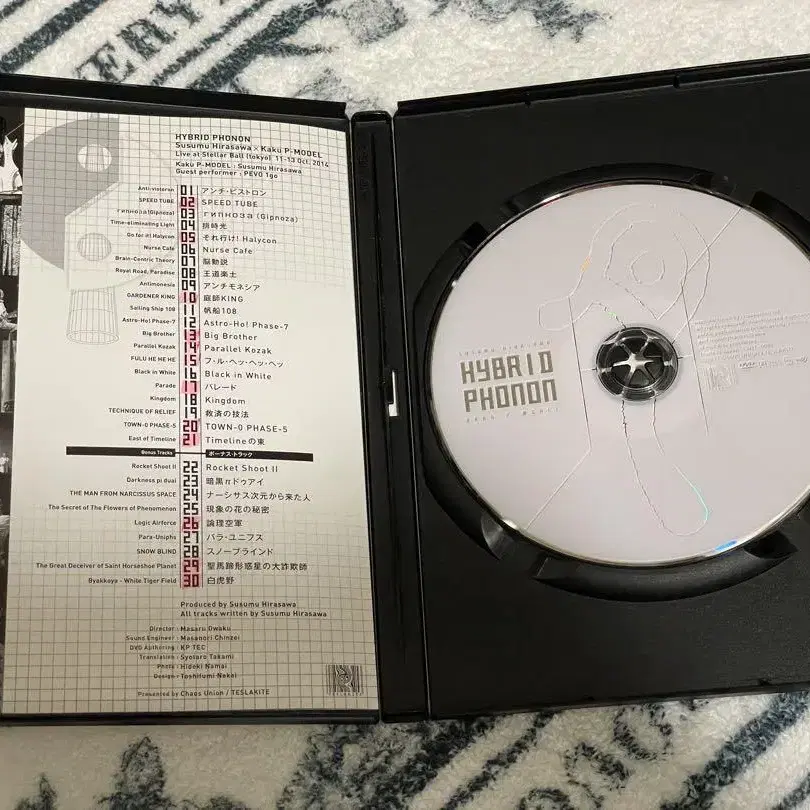 HYBRID PHONON
Susumu Hirasawa × Kaku P-MODEL
Live at Stellar Ball (tokyo) 11-13 Oct. 2014
Kaku P-MODEL : Susumu Hirasawa
Guest performer : PEVO 1go
Anti-vistoron 01 アンチ・ビストロン
SPEED TUBE 02 SPEED TUBE
гипноза (Gipnoza) 03 гипноза (Gipnoza)
Time-eliminating Light 04 排時光
Go for it! Halycon 05 それ行け! Halycon
Nurse Cafe 06 Nurse Cafe
Brain-Centric Theory 07 脳動説
Royal Road, Paradise 08 王道楽土
Antimonesia 09 アンチモネシア
GARDENER KING 10 庭師KING
Sailing Ship 108 11 帆船108
Astro-Ho! Phase-7 12 Astro-Ho! Phase-7
Big Brother 13 Big Brother
Parallel Kozak 14 Parallel Kozak
FULU HE HE HE 15 フ・ル・ヘッ・ヘッ・ヘッ
Black in White 16 Black in White
Parade 17 パレード
Kingdom 18 Kingdom
TECHNIQUE OF RELIEF 19 救済の技法
TOWN-0 PHASE-5 20 TOWN-0 PHASE-5
East of Timeline 21 Timelineの東
Bonus Tracks ボーナス・トラック
Rocket Shoot II 22 Rocket Shoot II
Darkness pi duai 23 暗黒πドゥアイ
THE MAN FROM NARCISSUS SPACE 24 ナーシサス次元から来た人
The Secret of The Flowers of Phenomenon 25 現象の花の秘密
Logic Airforce 26 論理空軍
Para-Uniphs 27 パラ・ユニフス
SNOW BLIND 28 スノーブラインド
The Great Deceiver of Saint Horseshoe Planet 29 聖馬蹄形惑星の大詐欺師
Byakkoya - White Tiger Field 30 白虎野
Produced by Susumu Hirasawa
All tracks written by Susumu Hirasawa
Director : Masaru Owaku
Sound Engineer : Masanori Chinzei
DVD Authoring : KP TEC
Translation : Syotaro Takami
Photo : Hideki Namai
Design : Toshifumi Nakai
Presented by Chaos Union / TESLAKITE
SUSUMU HIRASAWA
HYBRID
PHONON
KAKU P-MODEL